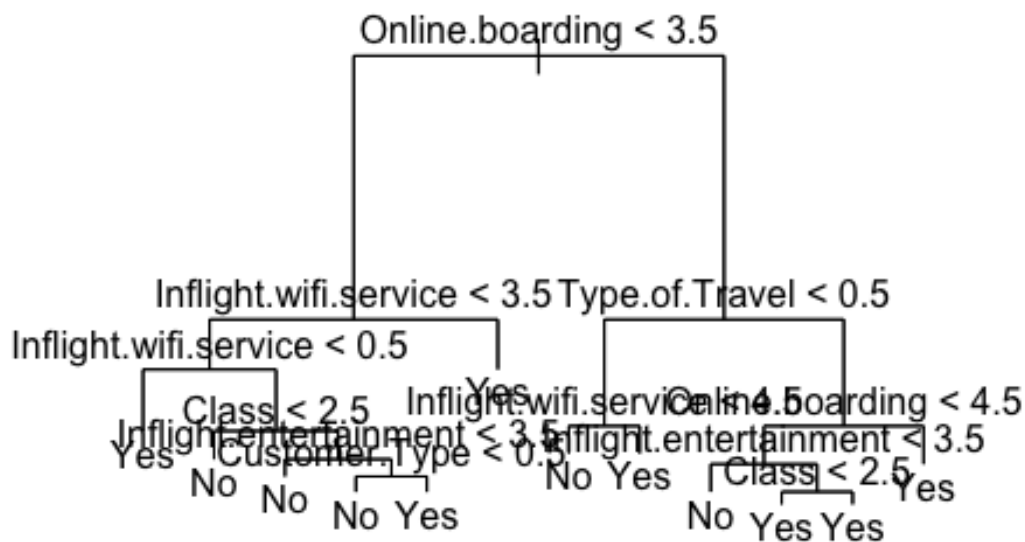 Online.boarding < 3.5
Inflight.wifi.service < 3.5
Type.of.Travel < 0.5
Inflight.wifi.service < 0.5
Yes
Inflight.wifi.service < 4.5
Online.boarding < 4.5
Class < 2.5
Inflight.entertainment < 3.5
Inflight.entertainment < 3.5
Yes
Customer.Type < 0.5
No
Yes
Class < 2.5
Yes
No
No
No
No
Yes
Yes
Yes